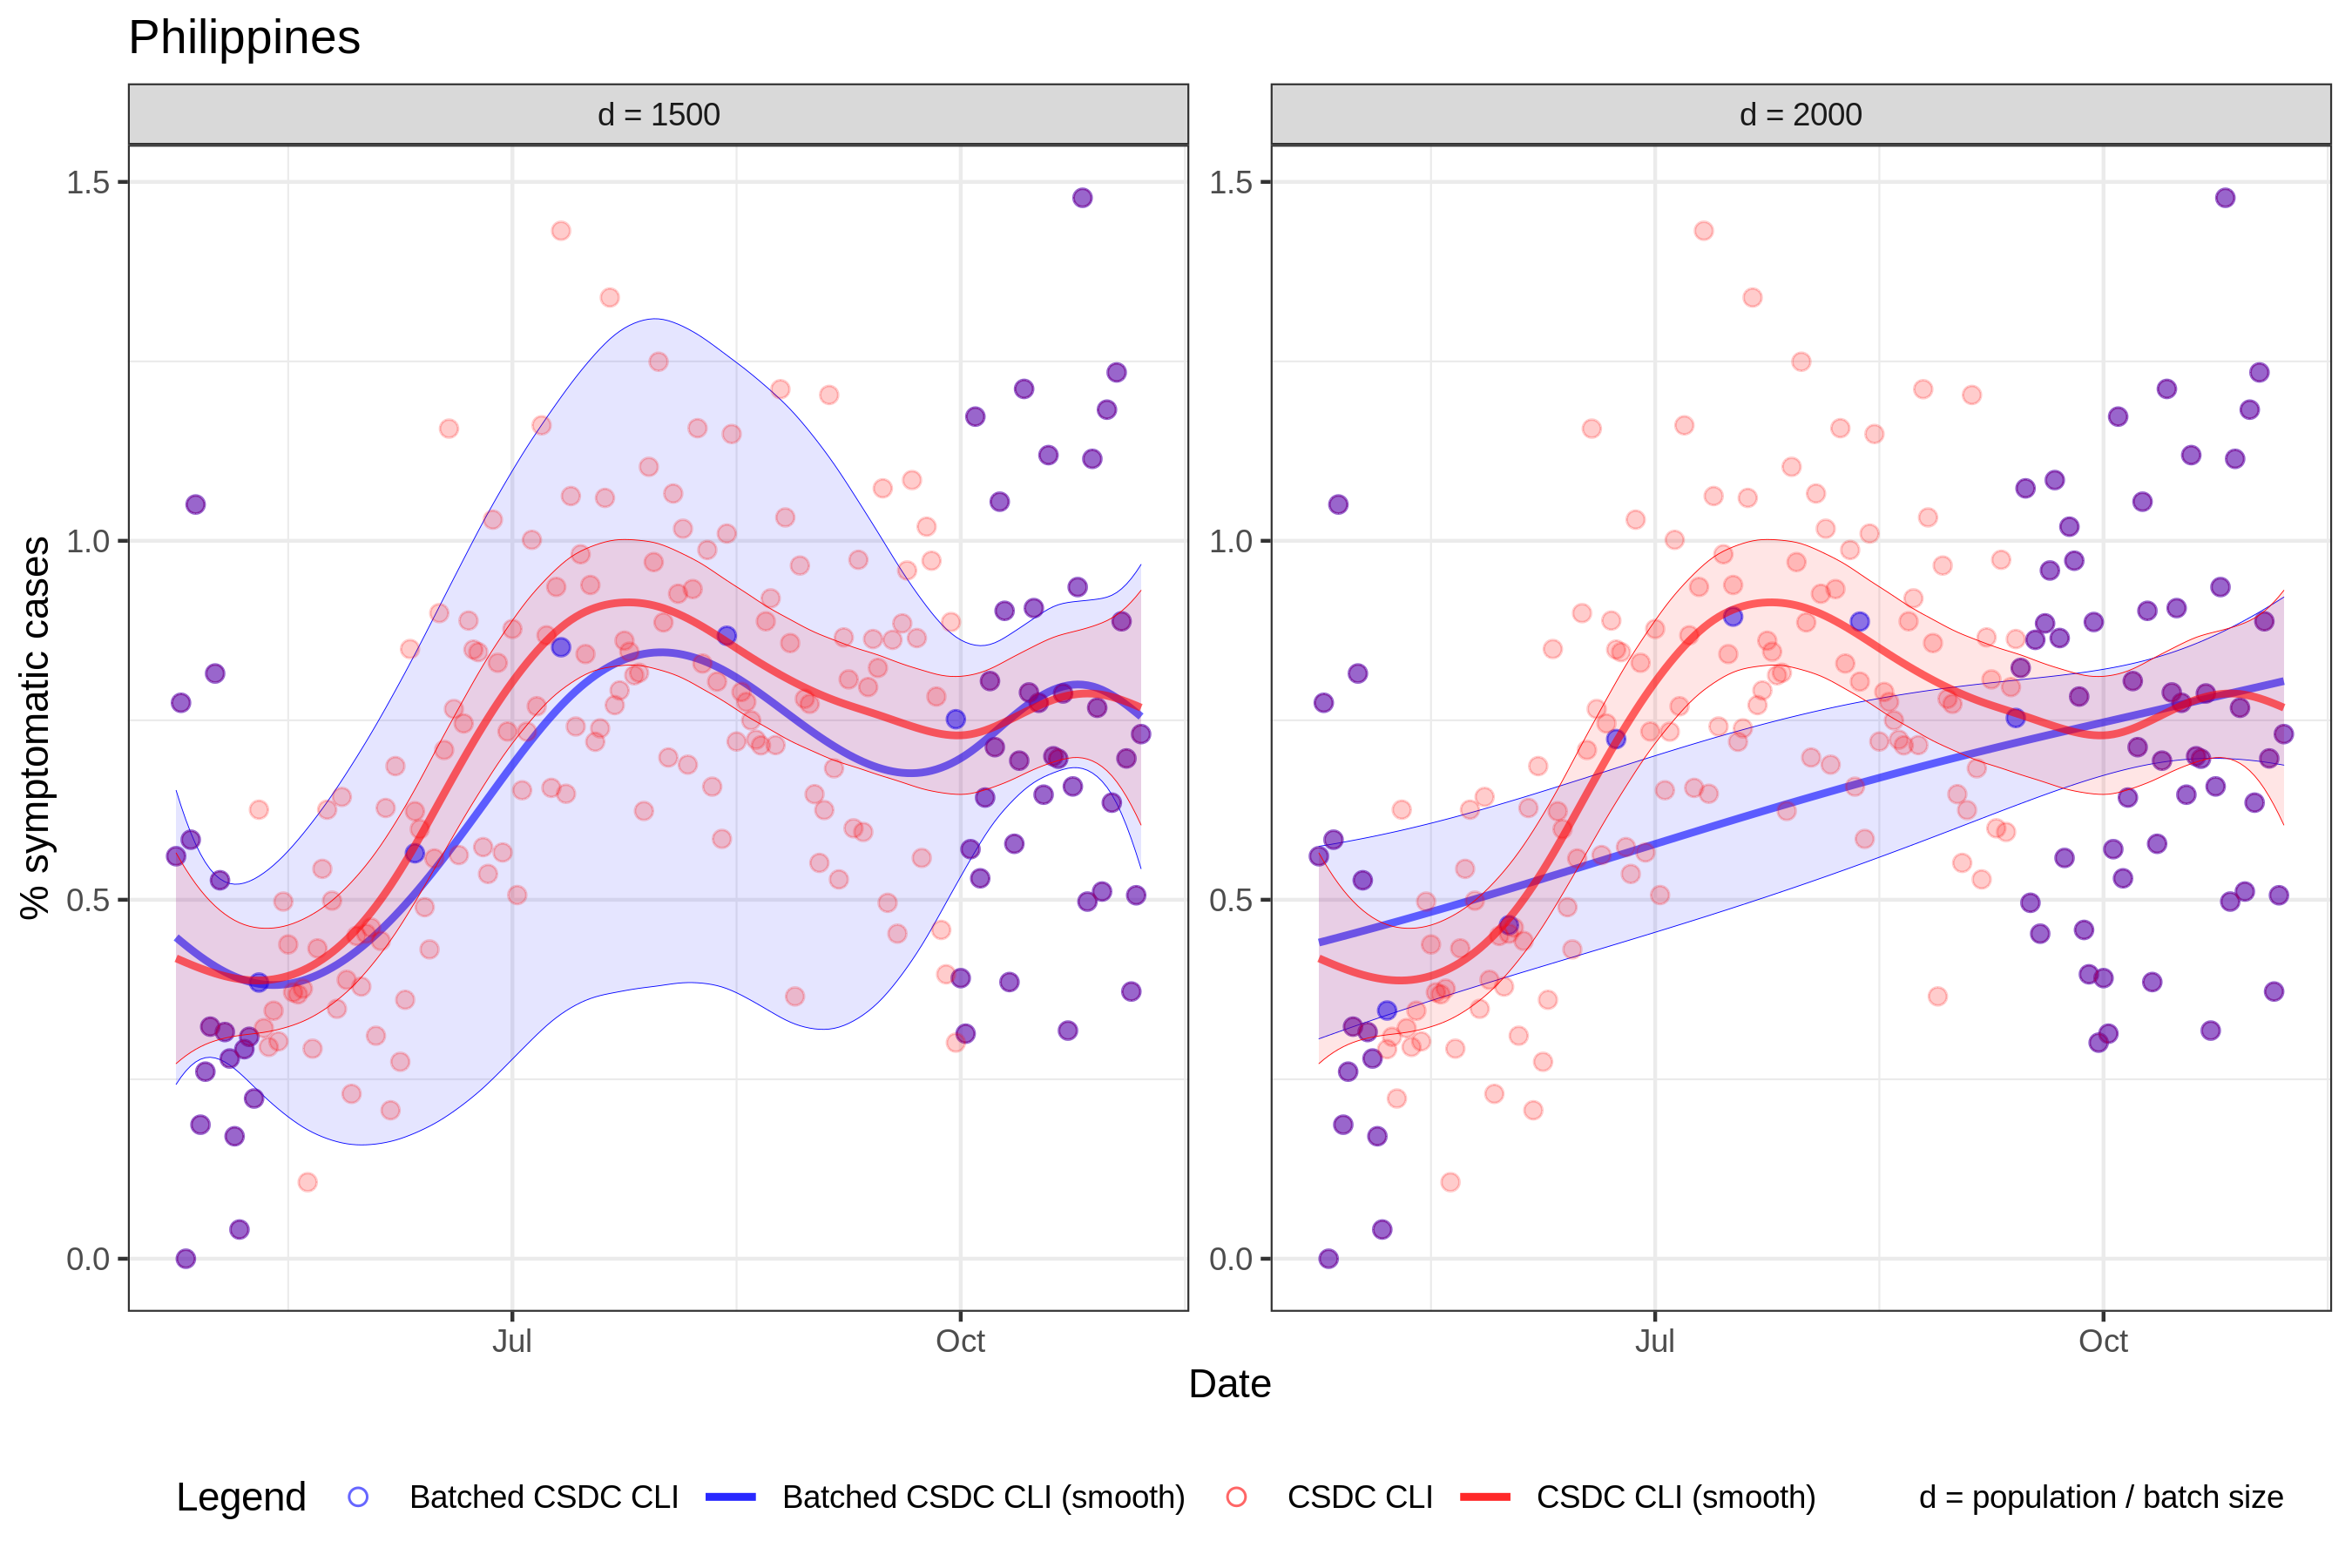 Philippines
d = 1500
d = 2000
% symptomatic cases
1.5
1.0
0.5
0.0
1.5
1.0
0.5
0.0
Jul
Oct
Jul
Oct
Date
Legend
Batched CSDC CLI
Batched CSDC CLI (smooth)
CSDC CLI
CSDC CLI (smooth)
d = population / batch size